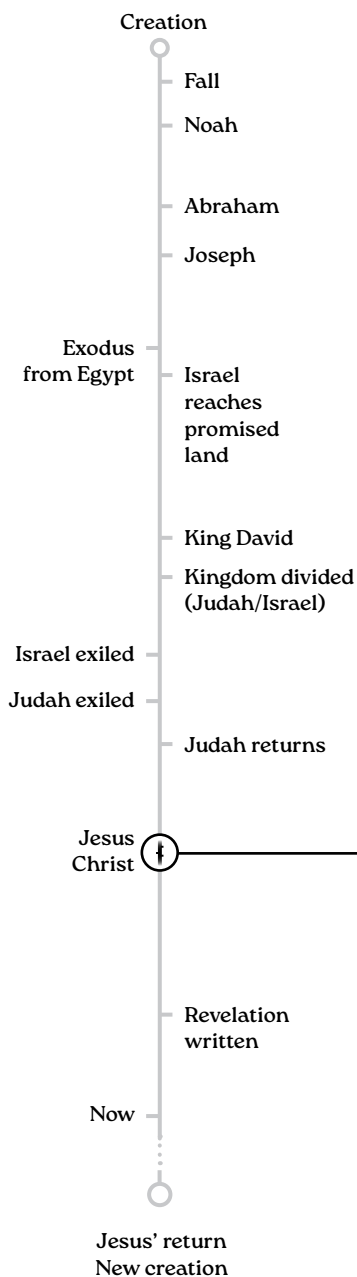 Creation
Fall
Noah
Abraham
Joseph
Exodus
from Egypt
Israel
reaches
promised
land
King David
Kingdom divided
(Judah/Israel)
Israel exiled
Judah exiled
Judah returns
Jesus
Christ
Revelation
written
Now
Jesus’ return
New creation